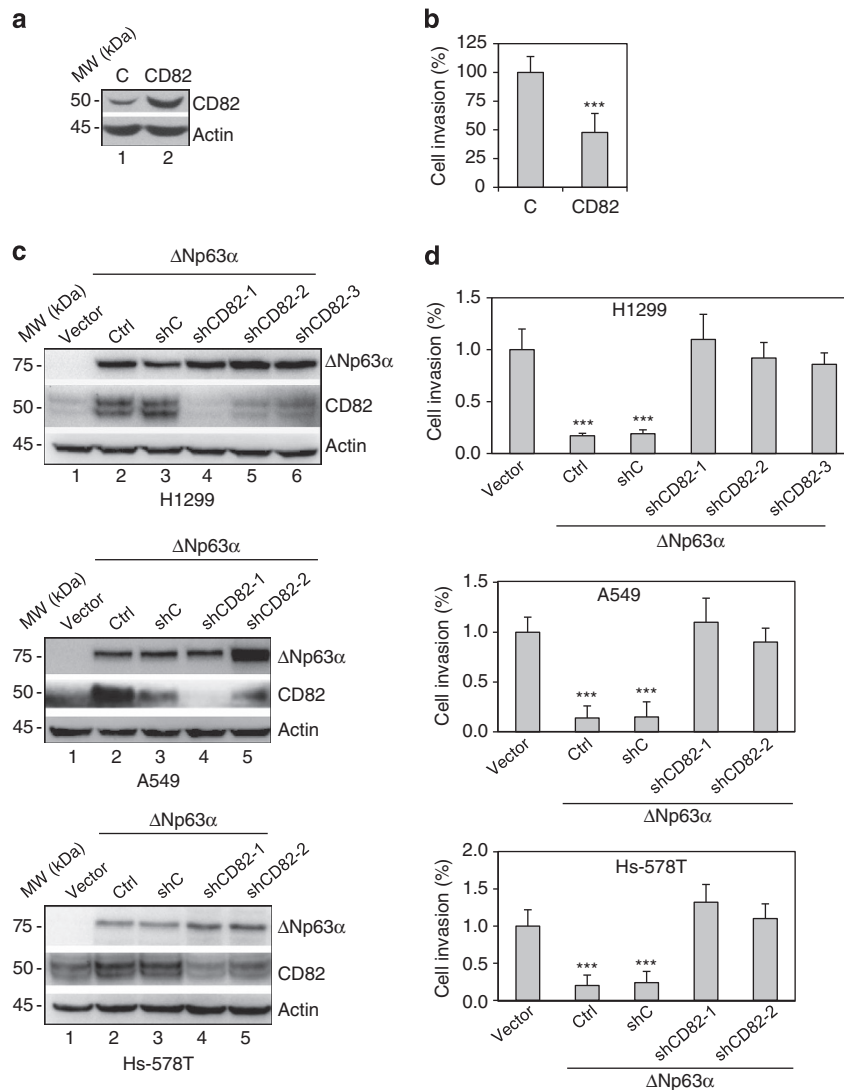 a
MW (kDa)
C CD82
50 - CD82
45 - Actin
1 2
b
Cell invasion (%)
125
100
75
50
25
0
***
C CD82
c
ΔNp63α
MW (kDa) Vector Ctrl shC shCD82-1 shCD82-2 shCD82-3
75 - ΔNp63α
50 - CD82
45 - Actin
1 2 3 4 5 6
H1299
ΔNp63α
MW (kDa) Vector Ctrl shC shCD82-1 shCD82-2
75 - ΔNp63α
50 - CD82
45 - Actin
1 2 3 4 5
A549
ΔNp63α
MW (kDa) Vector Ctrl shC shCD82-1 shCD82-2
75 - ΔNp63α
50 - CD82
45 - Actin
1 2 3 4 5
Hs-578T
d
H1299
Cell invasion (%)
1.5
1.0
0.5
0.0
*** ***
Vector Ctrl shC shCD82-1 shCD82-2 shCD82-3
ΔNp63α
A549
Cell invasion (%)
1.5
1.0
0.5
0.0
*** ***
Vector Ctrl shC shCD82-1 shCD82-2
ΔNp63α
Hs-578T
Cell invasion (%)
2.0
1.5
1.0
0.5
0.0
*** ***
Vector Ctrl shC shCD82-1 shCD82-2
ΔNp63α